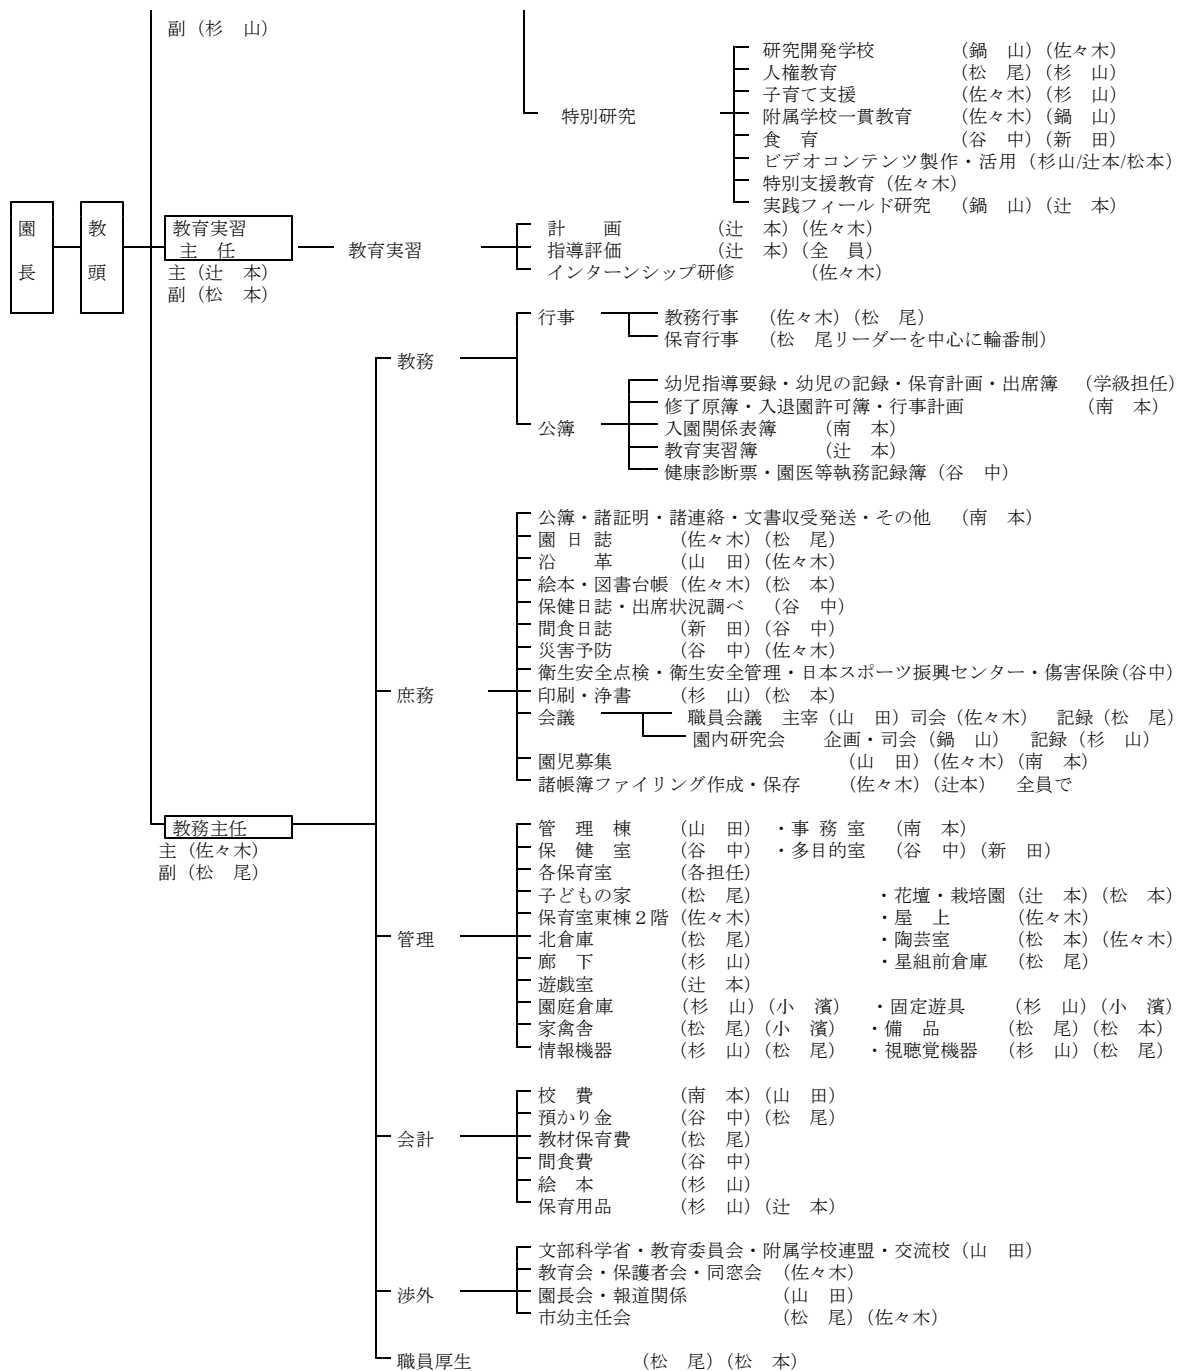 副（杉　山）
研究開発学校　（鍋　山）（佐々木）
人権教育　（松　尾）（杉　山）
子育て支援　（佐々木）（杉　山）
特別研究　附属学校一貫教育　（佐々木）（鍋　山）
食　育　（谷　中）（新　田）
ビデオコンテンツ製作・活用（杉山/辻本/松本）
特別支援教育（佐々木）
実践フィールド研究　（鍋　山）（辻　本）
園長
教頭
教育実習
主　任
主（辻　本）
副（松　本）
教育実習
計　画　（辻　本）（佐々木）
指導評価　（辻　本）（全　員）
インターンシップ研修　（佐々木）
行事　教務行事　（佐々木）（松　尾）
保育行事　（松　尾リーダーを中心に輪番制）
教務
幼児指導要録・幼児の記録・保育計画・出席簿　（学級担任）
修了原簿・入退園許可簿・行事計画　（南　本）
公簿　入園関係表簿　（南　本）
教育実習簿　（辻　本）
健康診断票・園医等執務記録簿（谷　中）
公簿・諸証明・諸連絡・文書収受発送・その他　（南　本）
園 日 誌　（佐々木）（松　尾）
沿　革　（山　田）（佐々木）
絵本・図書台帳（佐々木）（松　本）
保健日誌・出席状況調べ　（谷　中）
間食日誌　（新　田）（谷　中）
災害予防　（谷　中）（佐々木）
衛生安全点検・衛生安全管理・日本スポーツ振興センター・傷害保険(谷中)
庶務　印刷・浄書　（杉　山）（松　本）
会議　職員会議　主宰（山　田）司会（佐々木）　記録（松　尾）
園内研究会　企画・司会（鍋　山）　記録（杉　山）
園児募集　（山　田）（佐々木）（南　本）
諸帳簿ファイリング作成・保存　（佐々木）（辻本）　全員で
教務主任
主（佐々木）
副（松　尾）
管　理　棟　（山　田）　・事 務 室　（南　本）
保　健　室　（谷　中）　・多目的室　（谷　中）（新　田）
各保育室　（各担任）
子どもの家　（松　尾）　・花壇・栽培園（辻　本）（松　本）
保育室東棟２階（佐々木）　・屋　上　（佐々木）
管理　北倉庫　（松　尾）　・陶芸室　（松　本）（佐々木）
廊　下　（杉　山）　・星組前倉庫　（松　尾）
遊戯室　（辻　本）
園庭倉庫　（杉　山）（小　濱）　・固定遊具　（杉　山）（小　濱）
家禽舎　（松　尾）（小　濱）　・備　品　（松　尾）（松　本）
情報機器　（杉　山）（松　尾）　・視聴覚機器　（杉　山）（松　尾）
校　費　（南　本）（山　田）
預かり金　（谷　中）（松　尾）
会計　教材保育費　（松　尾）
間食費　（谷　中）
絵　本　（杉　山）
保育用品　（杉　山）（辻　本）
文部科学省・教育委員会・附属学校連盟・交流校（山　田）
教育会・保護者会・同窓会　（佐々木）
渉外　園長会・報道関係　（山　田）
市幼主任会　（松　尾）（佐々木）
職員厚生　（松　尾）（松　本）